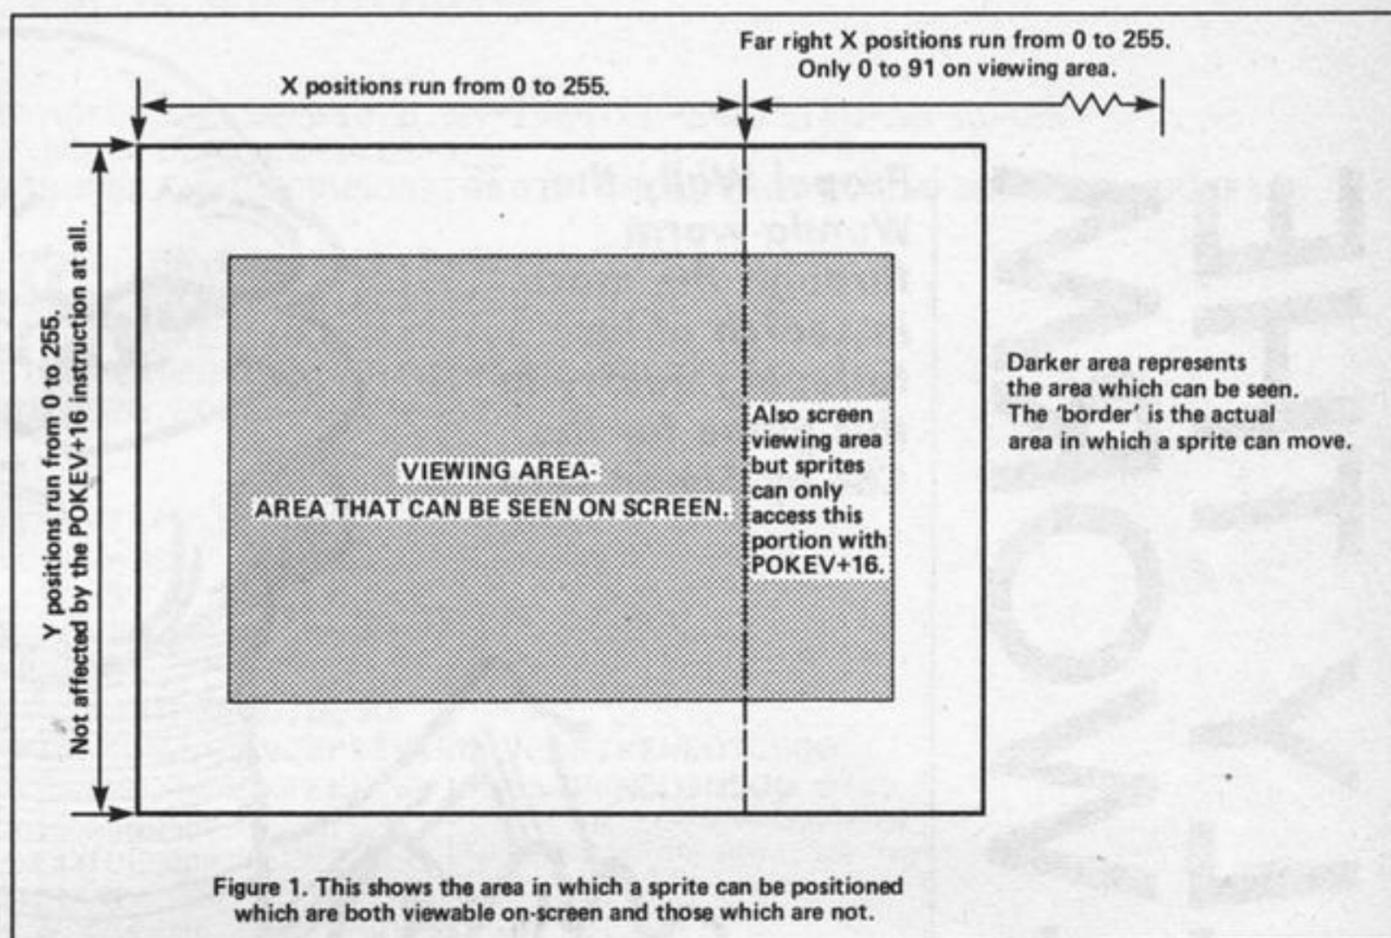 Far right X positions run from 0 to 255.
Only 0 to 91 on viewing area.
X positions run from 0 to 255.
Y positions run from 0 to 255.
Not affected by the POKEV+16 instruction at all.
VIEWING AREA-
AREA THAT CAN BE SEEN ON SCREEN.
Also screen
viewing area
but sprites
can only
access this
portion with
POKEV+16.
Darker area represents
the area which can be seen.
The ‘border’ is the actual
area in which a sprite can move.
Figure 1. This shows the area in which a sprite can be positioned
which are both viewable on-screen and those which are not.